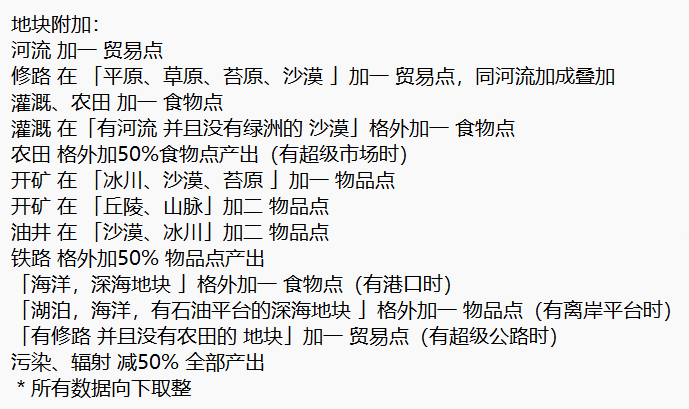 地块附加：
河流 加一 贸易点
修路 在 「平原、草原、苔原、沙漠 」加一 贸易点，同河流加成叠加
灌溉、农田 加一 食物点
灌溉 在「有河流 并且没有绿洲的 沙漠」格外加一 食物点
农田 格外加50%食物点产出（有超级市场时）
开矿 在 「冰川、沙漠、苔原 」加一 物品点
开矿 在 「丘陵、山脉」加二 物品点
油井 在 「沙漠、冰川」加二 物品点
铁路 格外加50% 物品点产出
「海洋，深海地块 」格外加一 食物点（有港口时）
「湖泊，海洋，有石油平台的深海地块 」格外加一 物品点（有离岸平台时）
「有修路 并且没有农田的 地块」加一 贸易点（有超级公路时）
污染、辐射 减50% 全部产出
* 所有数据向下取整